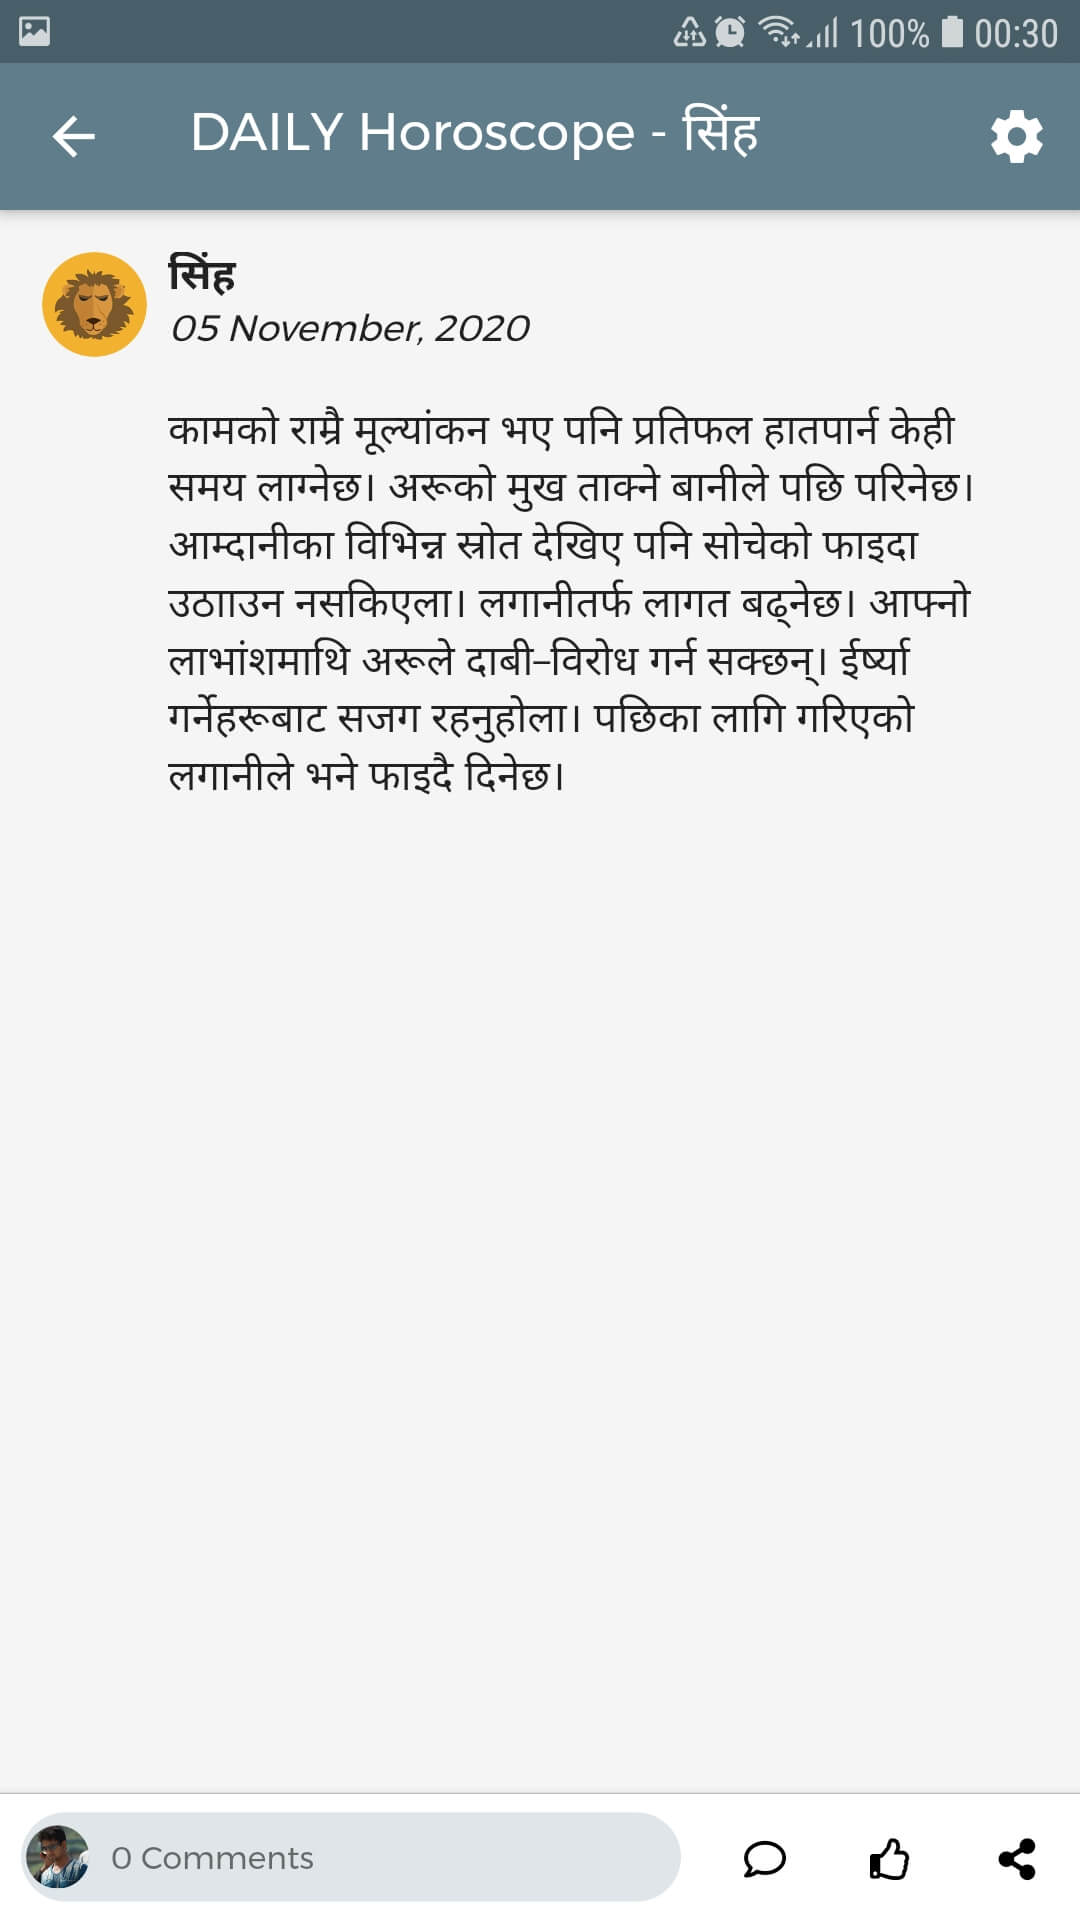 100% 00:30
DAILY Horoscope - सिंह
सिंह
05 November, 2020
कामको राम्रै मूल्यांकन भए पनि प्रतिफल हातपार्न केही
समय लाग्नेछ। अरूको मुख ताक्ने बानीले पछि परिनेछ।
आम्दानीका विभिन्न स्रोत देखिए पनि सोचेको फाइदा
उठााउन नसकिएला। लगानीतर्फ लागत बढ्नेछ। आफ्नो
लाभांशमाथि अरूले दाबी–विरोध गर्न सक्छन्। ईर्ष्या
गर्नेहरूबाट सजग रहनुहोला। पछिका लागि गरिएको
लगानीले भने फाइदै दिनेछ।
0 Comments